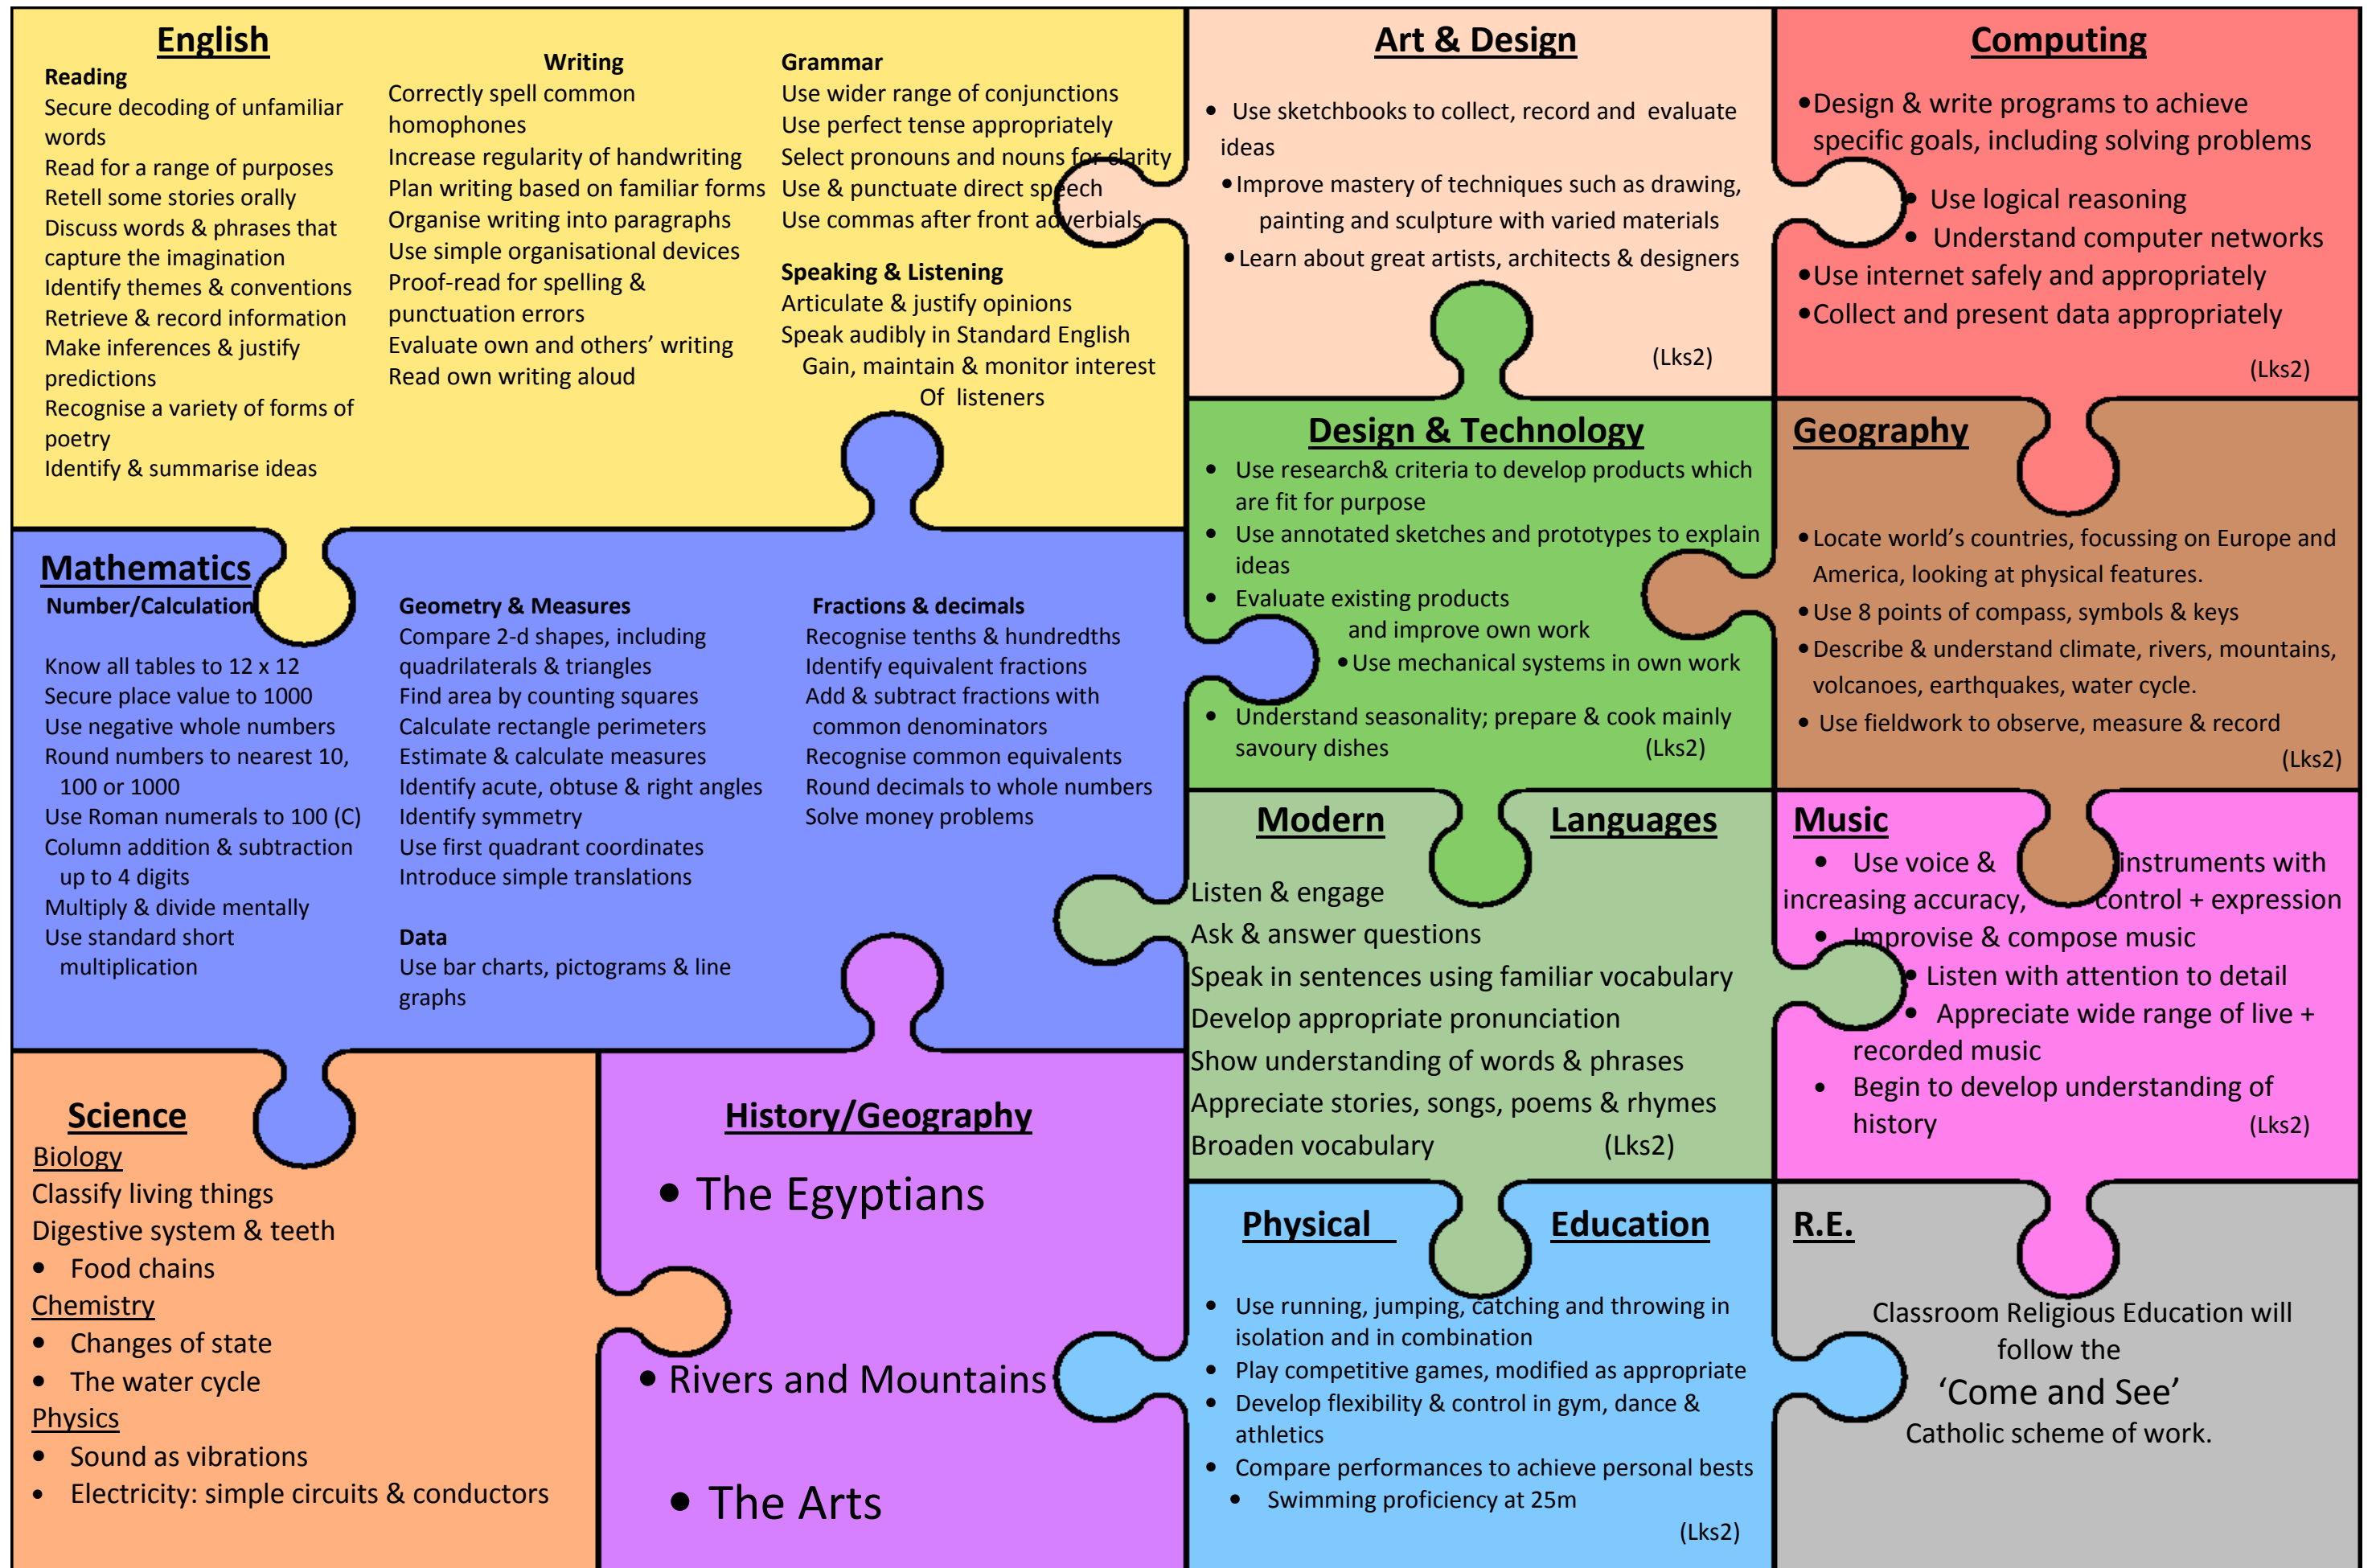 English
Reading
Secure decoding of unfamiliar
words
Read for a range of purposes
Retell some stories orally
Discuss words & phrases that
capture the imagination
Identify themes & conventions
Retrieve & record information
Make inferences & justify
predictions
Recognise a variety of forms of
poetry
Identify & summarise ideas
Writing
Correctly spell common
homophones
Increase regularity of handwriting
Plan writing based on familiar forms
Organise writing into paragraphs
Use simple organisational devices
Proof-read for spelling &
punctuation errors
Evaluate own and others’ writing
Read own writing aloud
Grammar
Use wider range of conjunctions
Use perfect tense appropriately
Select pronouns and nouns for clarity
Use & punctuate direct speech
Use commas after front adverbials
Speaking & Listening
Articulate & justify opinions
Speak audibly in Standard English
Gain, maintain & monitor interest
Of listeners
Art & Design
• Use sketchbooks to collect, record and evaluate
ideas
• Improve mastery of techniques such as drawing,
painting and sculpture with varied materials
• Learn about great artists, architects & designers
(Lks2)
Computing
• Design & write programs to achieve
specific goals, including solving problems
• Use logical reasoning
• Understand computer networks
• Use internet safely and appropriately
• Collect and present data appropriately
(Lks2)
Mathematics
Number/Calculation
Know all tables to 12 x 12
Secure place value to 1000
Use negative whole numbers
Round numbers to nearest 10,
100 or 1000
Use Roman numerals to 100 (C)
Column addition & subtraction
up to 4 digits
Multiply & divide mentally
Use standard short
multiplication
Geometry & Measures
Compare 2-d shapes, including
quadrilaterals & triangles
Find area by counting squares
Calculate rectangle perimeters
Estimate & calculate measures
Identify acute, obtuse & right angles
Identify symmetry
Use first quadrant coordinates
Introduce simple translations
Data
Use bar charts, pictograms & line
graphs
Fractions & decimals
Recognise tenths & hundredths
Identify equivalent fractions
Add & subtract fractions with
common denominators
Recognise common equivalents
Round decimals to whole numbers
Solve money problems
Design & Technology
• Use research& criteria to develop products which
are fit for purpose
• Use annotated sketches and prototypes to explain
ideas
• Evaluate existing products
and improve own work
• Use mechanical systems in own work
• Understand seasonality; prepare & cook mainly
savoury dishes (Lks2)
Geography
• Locate world’s countries, focussing on Europe and
America, looking at physical features.
• Use 8 points of compass, symbols & keys
• Describe & understand climate, rivers, mountains,
volcanoes, earthquakes, water cycle.
• Use fieldwork to observe, measure & record
(Lks2)
Modern Languages
Listen & engage
Ask & answer questions
Speak in sentences using familiar vocabulary
Develop appropriate pronunciation
Show understanding of words & phrases
Appreciate stories, songs, poems & rhymes
Broaden vocabulary (Lks2)
Music
• Use voice & instruments with
increasing accuracy, control + expression
• Improvise & compose music
• Listen with attention to detail
• Appreciate wide range of live +
recorded music
• Begin to develop understanding of
history (Lks2)
Science
Biology
Classify living things
Digestive system & teeth
• Food chains
Chemistry
• Changes of state
• The water cycle
Physics
• Sound as vibrations
• Electricity: simple circuits & conductors
History/Geography
• The Egyptians
• Rivers and Mountains
• The Arts
Physical Education
• Use running, jumping, catching and throwing in
isolation and in combination
• Play competitive games, modified as appropriate
• Develop flexibility & control in gym, dance &
athletics
• Compare performances to achieve personal bests
• Swimming proficiency at 25m
(Lks2)
R.E.
Classroom Religious Education will
follow the
‘Come and See’
Catholic scheme of work.